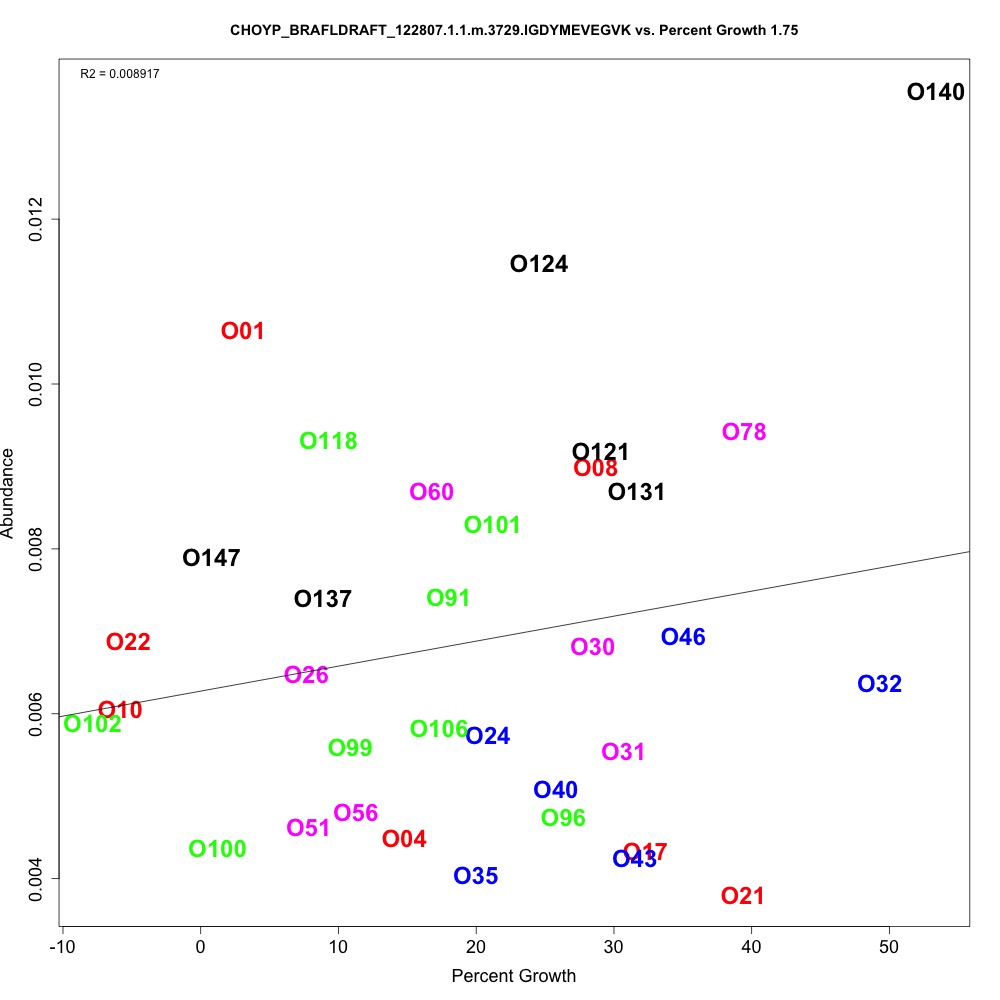 CHOYP_BRAFLDRAFT_122807.1.1.m.3729.IGDYMEVEGVK vs. Percent Growth 1.75
R2 = 0.008917
O140
0.012
O124
O01
0.010
O118
O78
O121
O08
O60
O131
O101
Abundance
0.008
O147
O137
O91
O22
O46
O30
O26
O32
O10
0.006
O102
O106
O24
O99
O31
O40
O56
O96
O51
O04
O100
O17
O43
0.004
O35
O21
-10 0 10 20 30 40 50
Percent Growth